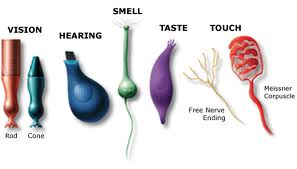 VISION
HEARING
SMELL
TASTE
TOUCH
Rod
Cone
Free Nerve
Ending
Meissner
Corpuscle